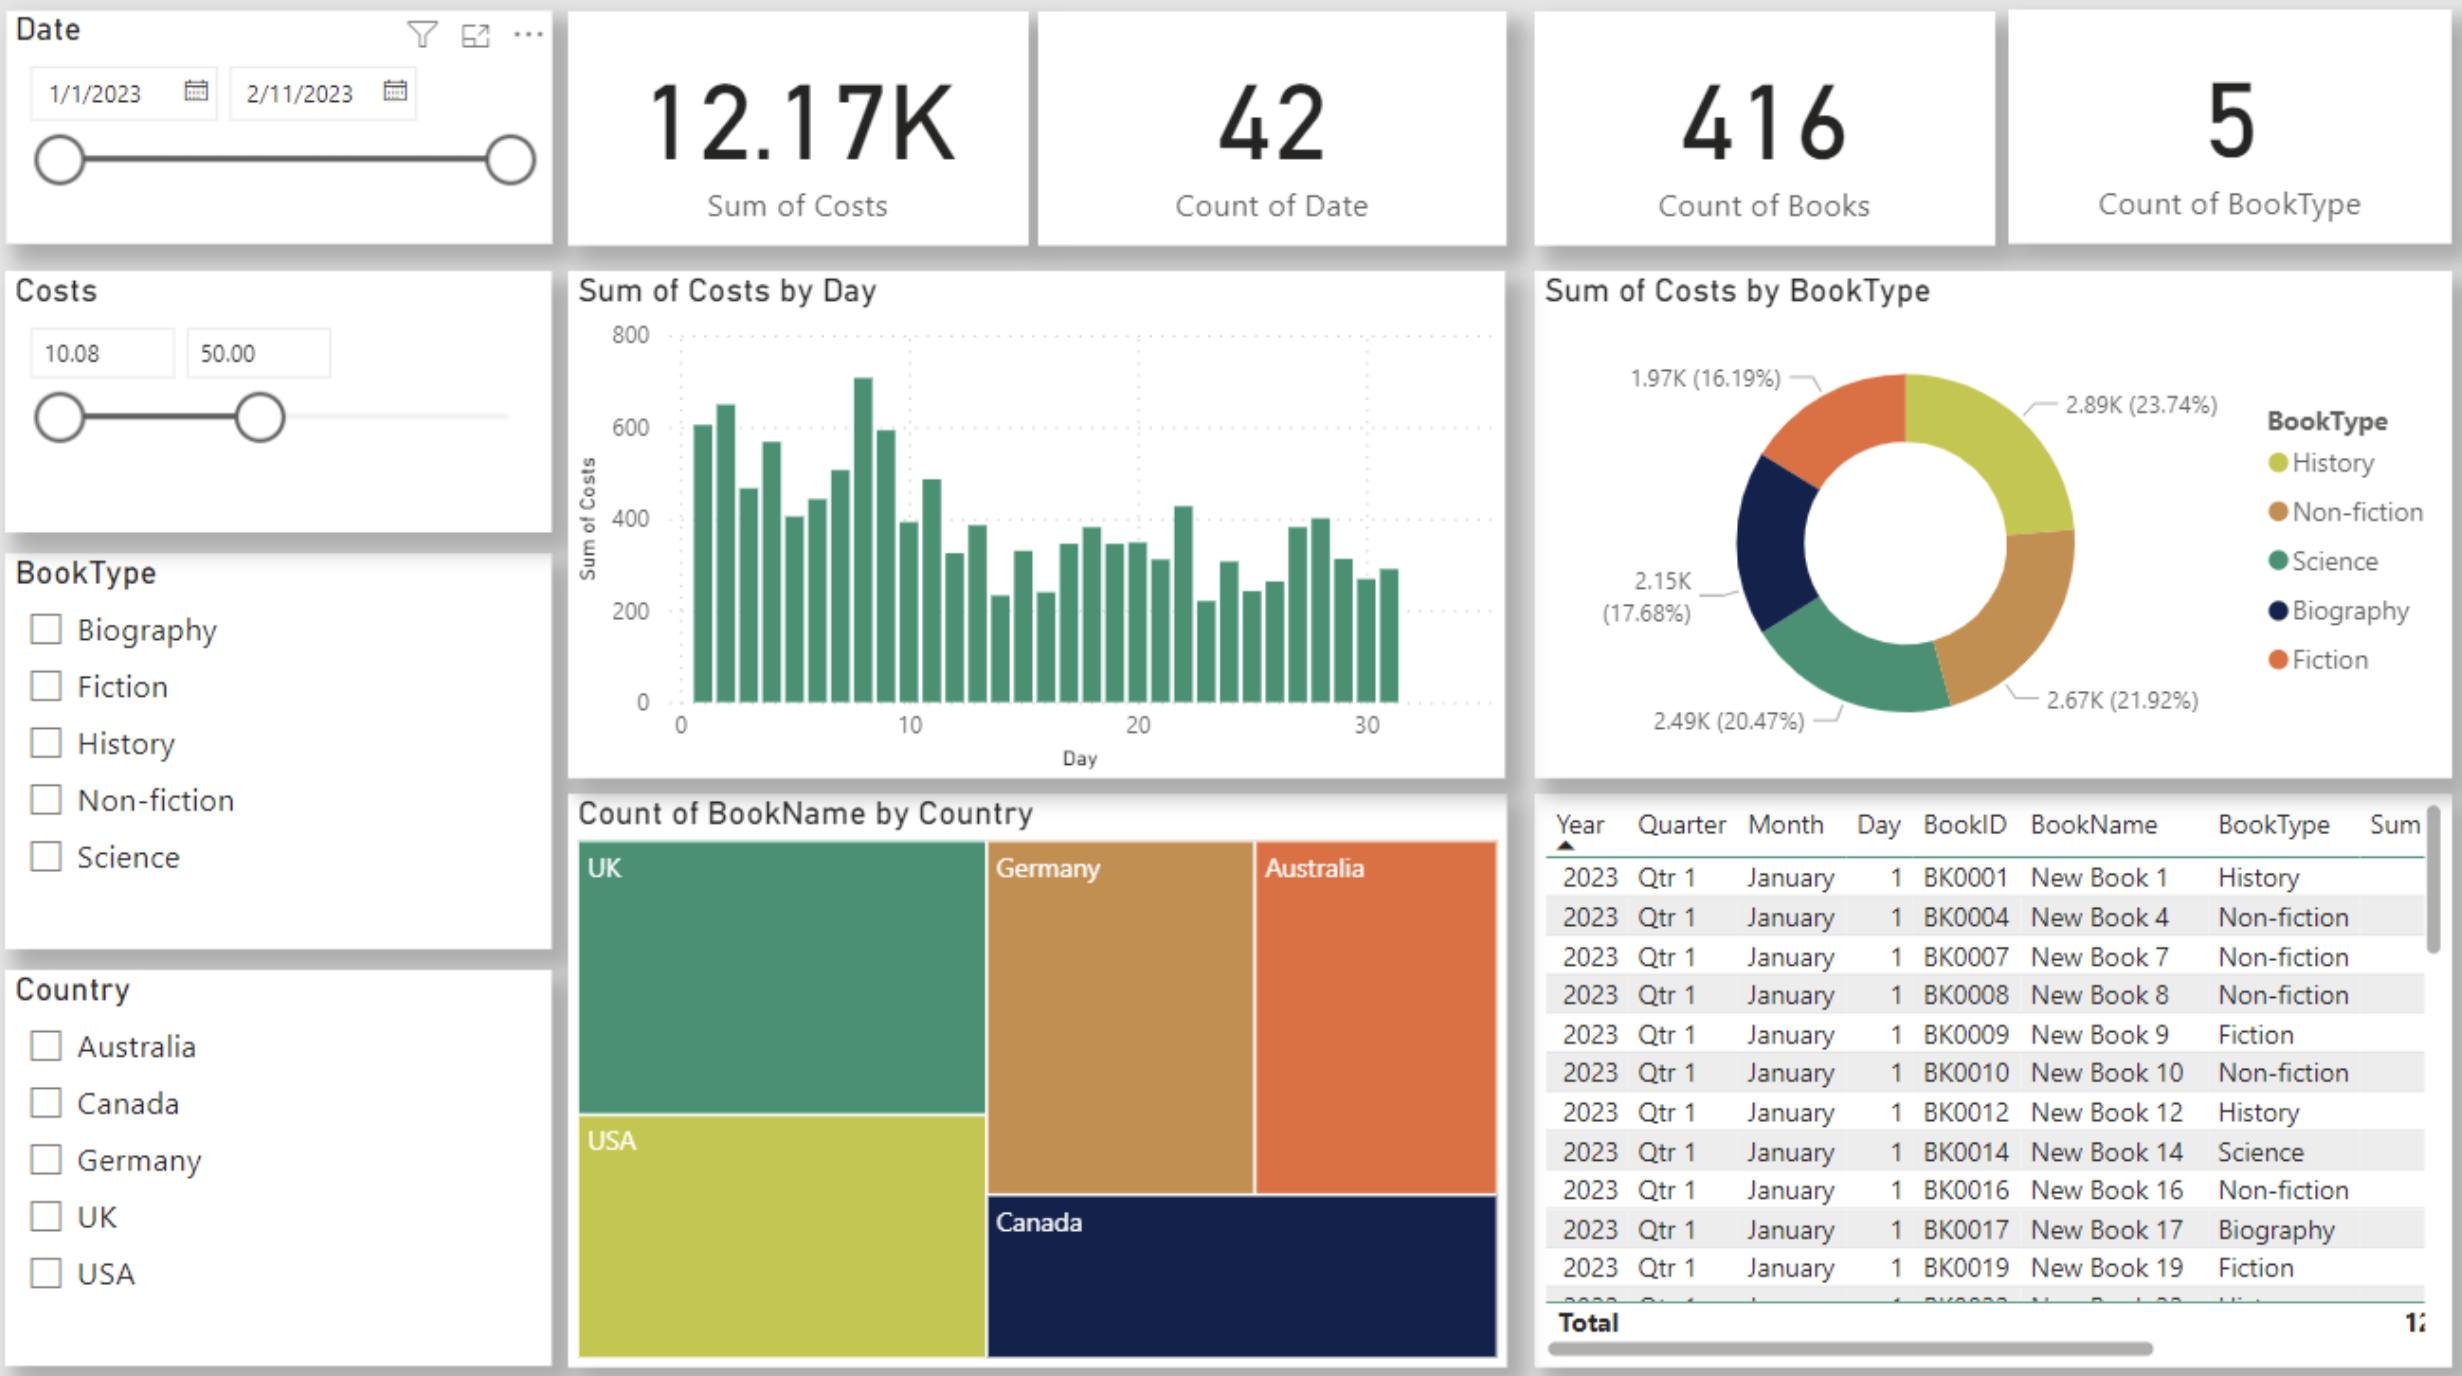 Date
1/1/2023
2/11/2023
12.17K
Sum of Costs
42
Count of Date
416
Count of Books
5
Count of BookType
Costs
10.08
50.00
BookType
Biography
Fiction
History
Non-fiction
Science
Country
Australia
Canada
Germany
UK
USA
Sum of Costs by Day
Sum of Costs
800
600
400
200
0
0 10 20 30
Day
Sum of Costs by BookType
1.97K (16.19%)
2.89K (23.74%)
2.15K
(17.68%)
2.49K (20.47%)
2.67K (21.92%)
BookType
History
Non-fiction
Science
Biography
Fiction
Count of BookName by Country
UK
Germany
Australia
USA
Canada
Year Quarter Month Day BookID BookName BookType Sum
2023 Qtr 1 January 1 BK0001 New Book 1 History
2023 Qtr 1 January 1 BK0004 New Book 4 Non-fiction
2023 Qtr 1 January 1 BK0007 New Book 7 Non-fiction
2023 Qtr 1 January 1 BK0008 New Book 8 Non-fiction
2023 Qtr 1 January 1 BK0009 New Book 9 Fiction
2023 Qtr 1 January 1 BK0010 New Book 10 Non-fiction
2023 Qtr 1 January 1 BK0012 New Book 12 History
2023 Qtr 1 January 1 BK0014 New Book 14 Science
2023 Qtr 1 January 1 BK0016 New Book 16 Non-fiction
2023 Qtr 1 January 1 BK0017 New Book 17 Biography
2023 Qtr 1 January 1 BK0019 New Book 19 Fiction
Total